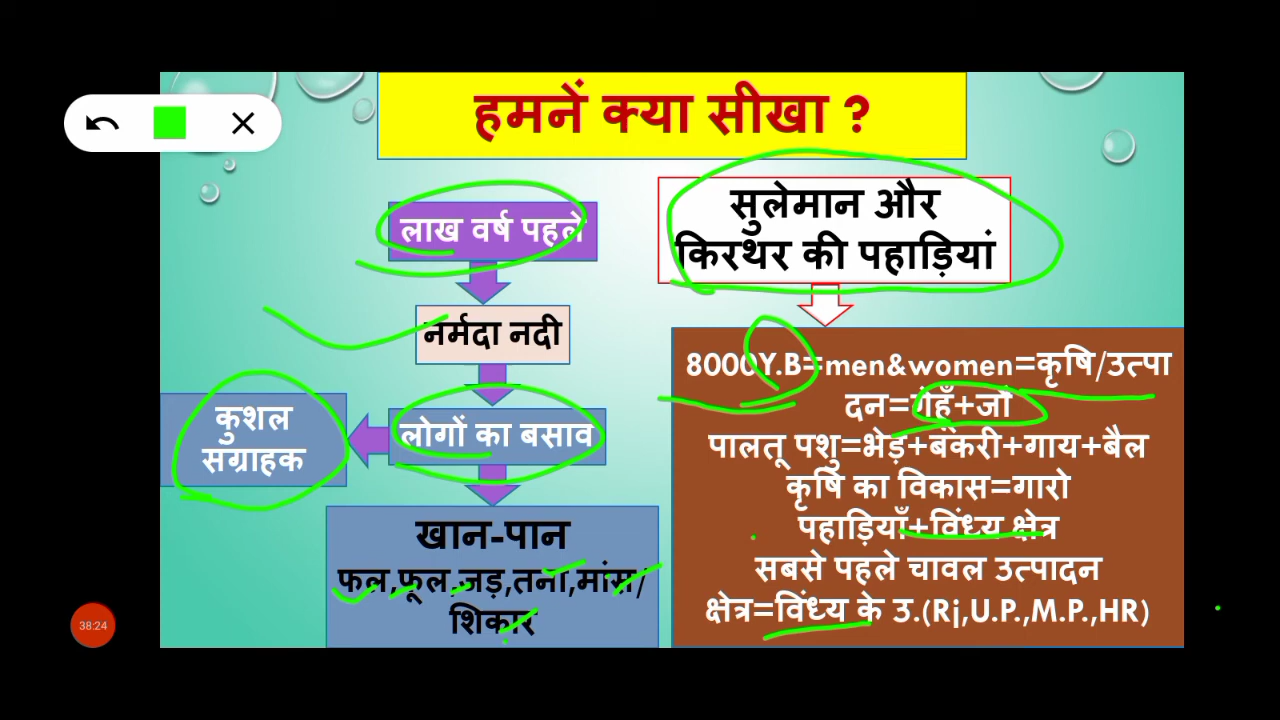 हमनें क्या सीखा ?
लाख वर्ष पहले
नर्मदा नदी
लोगों का बसाव
कुशल
संग्राहक
खान-पान
फल,फूल,जड़,तना,मांस/
शिकार
सुलेमान और
किरथर की पहाड़ियां
8000Y.B=men&women=कृषि/उत्पा
दन=गेहूँ+जौं
पालतू पशु=भेड़+बकरी+गाय+बैल
कृषि का विकास=गारो
पहाड़ियाँ+विंध्य क्षेत्र
सबसे पहले चावल उत्पादन
क्षेत्र=विंध्य के उ.(Rj,U.P.,M.P.,HR)
38:24